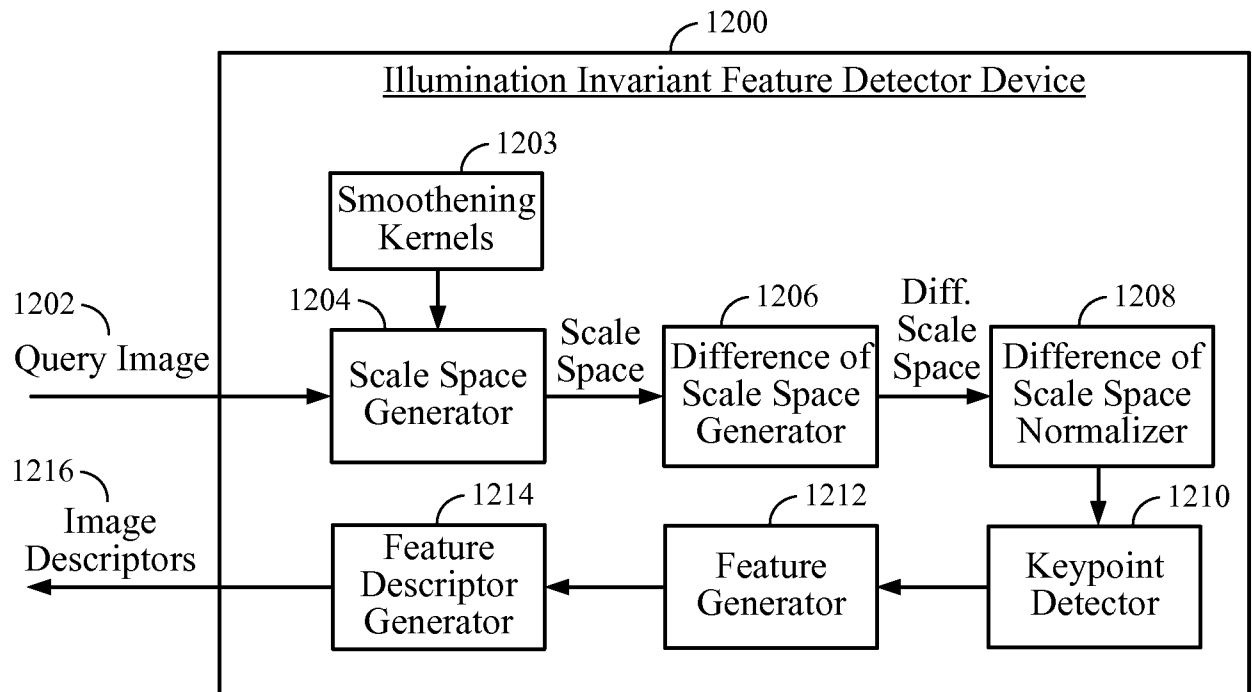 1200
Illumination Invariant Feature Detector Device
1203
Smoothening
Kernels
1202
Query Image
1204
Scale Space
Generator
Scale
Space
1206
Difference of
Scale Space
Generator
Diff.
Scale
Space
1208
Difference of
Scale Space
Normalizer
1216
Image
Descriptors
1214
Feature
Descriptor
Generator
1212
Feature
Generator
1210
Keypoint
Detector